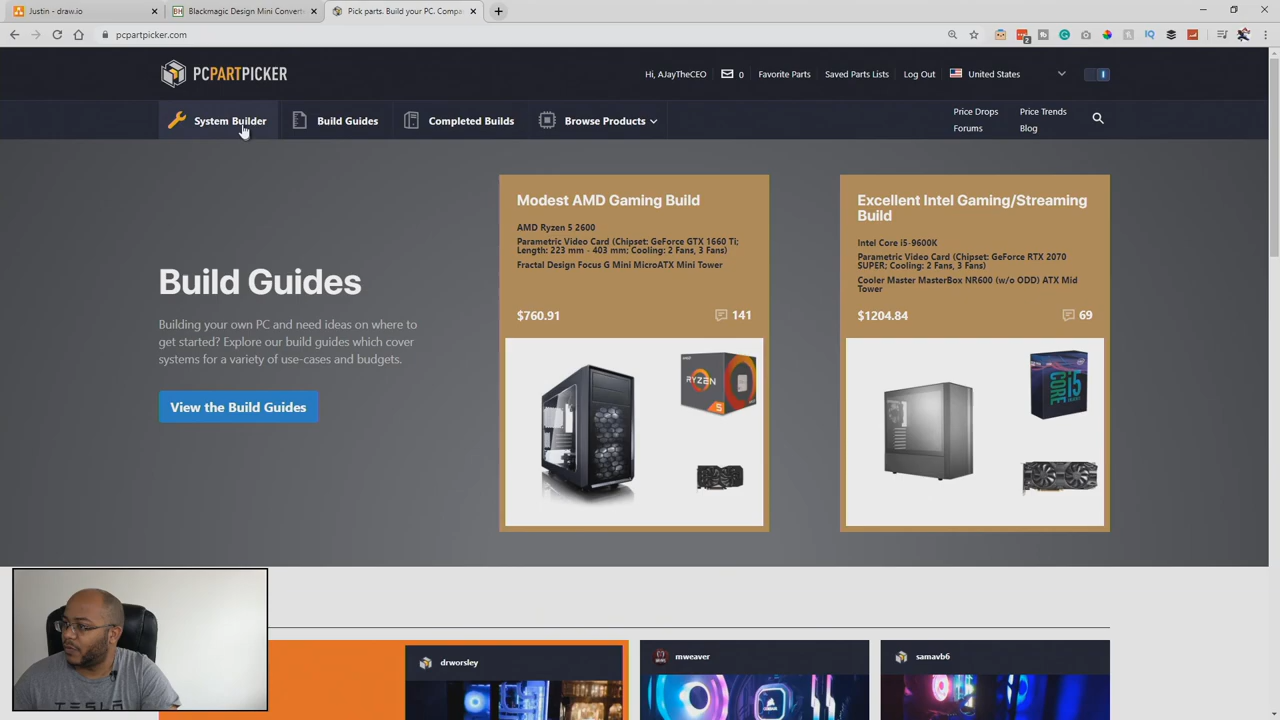 Justin - draw.io
Blackmagic Design Mini Convert
Pick parts. Build your PC. Comp
pcpartpicker.com
2
PCPARTPICKER
Hi, AJayTheCEO
0
Favorite Parts
Saved Parts Lists
Log Out
United States
System Builder
Build Guides
Completed Builds
Browse Products
Price Drops
Price Trends
Forums
Blog
Build Guides
Building your own PC and need ideas on where to
get started? Explore our build guides which cover
systems for a variety of use-cases and budgets.
View the Build Guides
Modest AMD Gaming Build
AMD Ryzen 5 2600
Parametric Video Card (Chipset: GeForce GTX 1660 Ti;
Length: 223 mm - 403 mm; Cooling: 2 Fans, 3 Fans)
Fractal Design Focus G Mini MicroATX Mini Tower
$760.91
141
RYZEN
5
Excellent Intel Gaming/Streaming
Build
Intel Core i5-9600K
Parametric Video Card (Chipset: GeForce RTX 2070
SUPER; Cooling: 2 Fans, 3 Fans)
Cooler Master MasterBox NR600 (w/o ODD) ATX Mid
Tower
$1204.84
69
CORE
i5
drworsley
mweaver
samavb6
TESLA